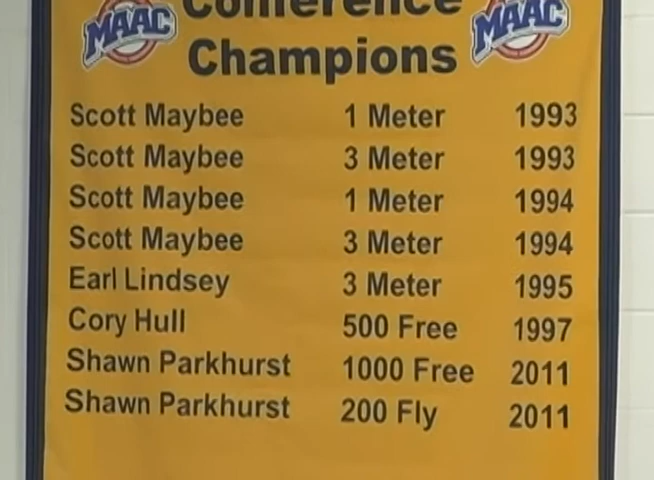 MAAC Conference MAAC
Champions
Scott Maybee 1 Meter 1993
Scott Maybee 3 Meter 1993
Scott Maybee 1 Meter 1994
Scott Maybee 3 Meter 1994
Earl Lindsey 3 Meter 1995
Cory Hull 500 Free 1997
Shawn Parkhurst 1000 Free 2011
Shawn Parkhurst 200 Fly 2011